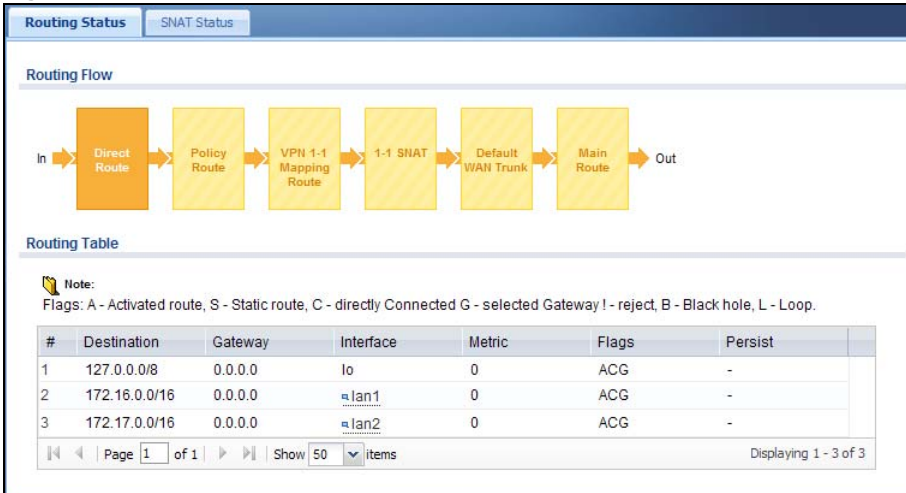 Routing Status SNAT Status
Routing Flow
In
Direct
Route
Policy
Route
VPN 1-1
Mapping
Route
1-1 SNAT
Default
WAN Trunk
Main
Route
Out
Routing Table
Note:
Flags: A - Activated route, S - Static route, C - directly Connected G - selected Gateway ! - reject, B - Black hole, L - Loop.
# Destination Gateway Interface Metric Flags Persist
1 127.0.0.0/8 0.0.0.0 lo 0 ACG -
2 172.16.0.0/16 0.0.0.0 lan1 0 ACG -
3 172.17.0.0/16 0.0.0.0 lan2 0 ACG -
Page 1 of 1 Show 50 items Displaying 1 - 3 of 3